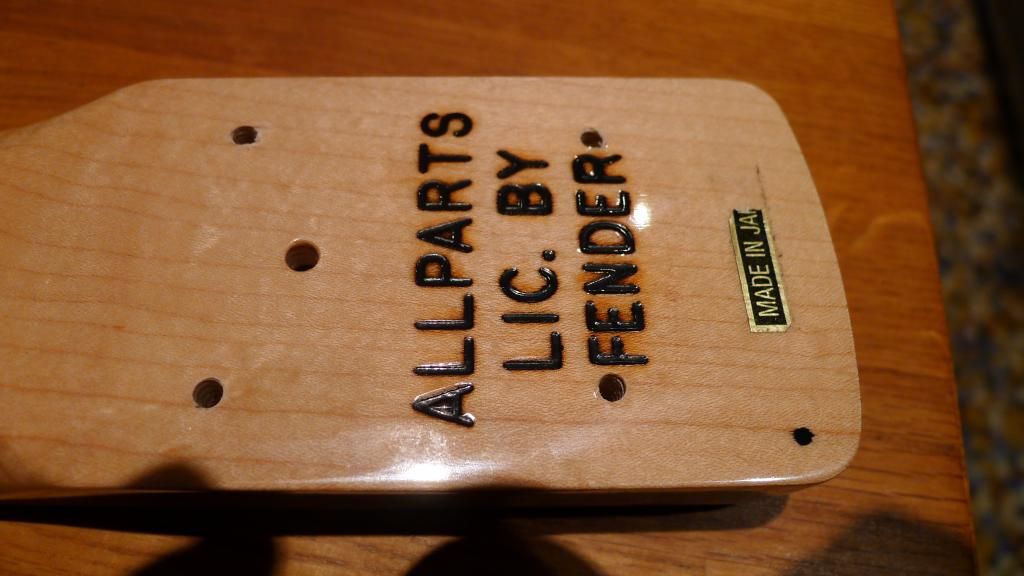 ALLPARTS
LIC. BY
FENDER
MADE IN JA